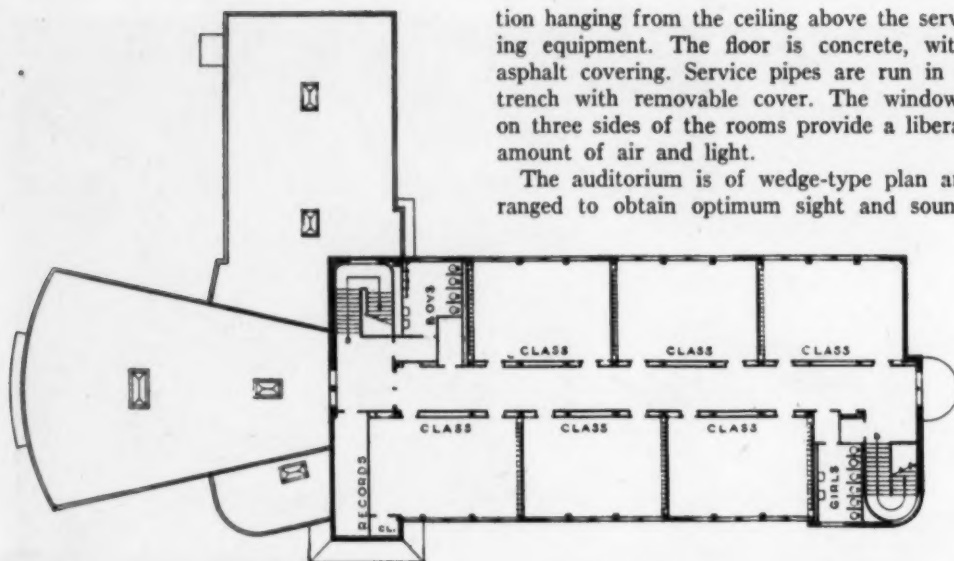 tion hanging from the ceiling above the serv
ing equipment. The floor is concrete, wit
asphalt covering. Service pipes are run in
trench with removable cover. The window
on three sides of the rooms provide a libera
amount of air and light.
The auditorium is of wedge-type plan a
ranged to obtain optimum sight and soun
BOYS
CLASS
CLASS
CLASS
CLASS
CLASS
CLASS
RECORDS
CL.
GIRLS
D
D